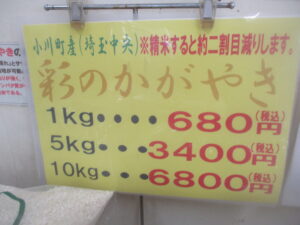 小川町産(埼玉中央)※精米すると約二割目減りします。
彩のかがやき
1kg・・・・680円(税込)
5kg・・・3400円(税込)
10kg・・・6800円(税込)